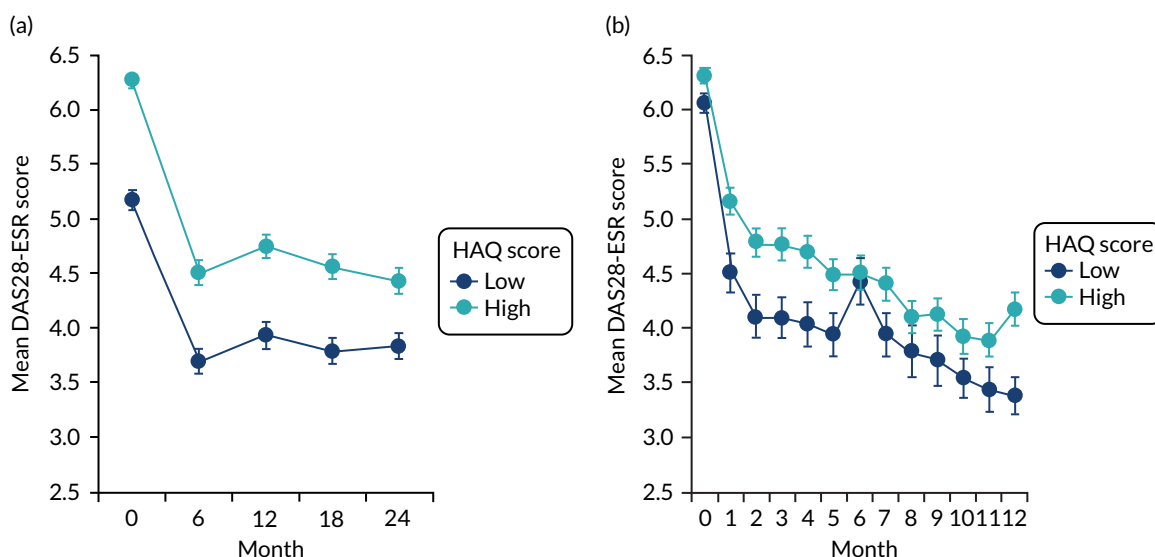 (a)
6.5
6.0
5.5
5.0
4.5
4.0
3.5
3.0
2.5
Mean DAS28-ESR score
0 6 12 18 24
Month
HAQ score
Low
High
(b)
6.5
6.0
5.5
5.0
4.5
4.0
3.5
3.0
2.5
Mean DAS28-ESR score
0 1 2 3 4 5 6 7 8 9 10 11 12
Month
HAQ score
Low
High